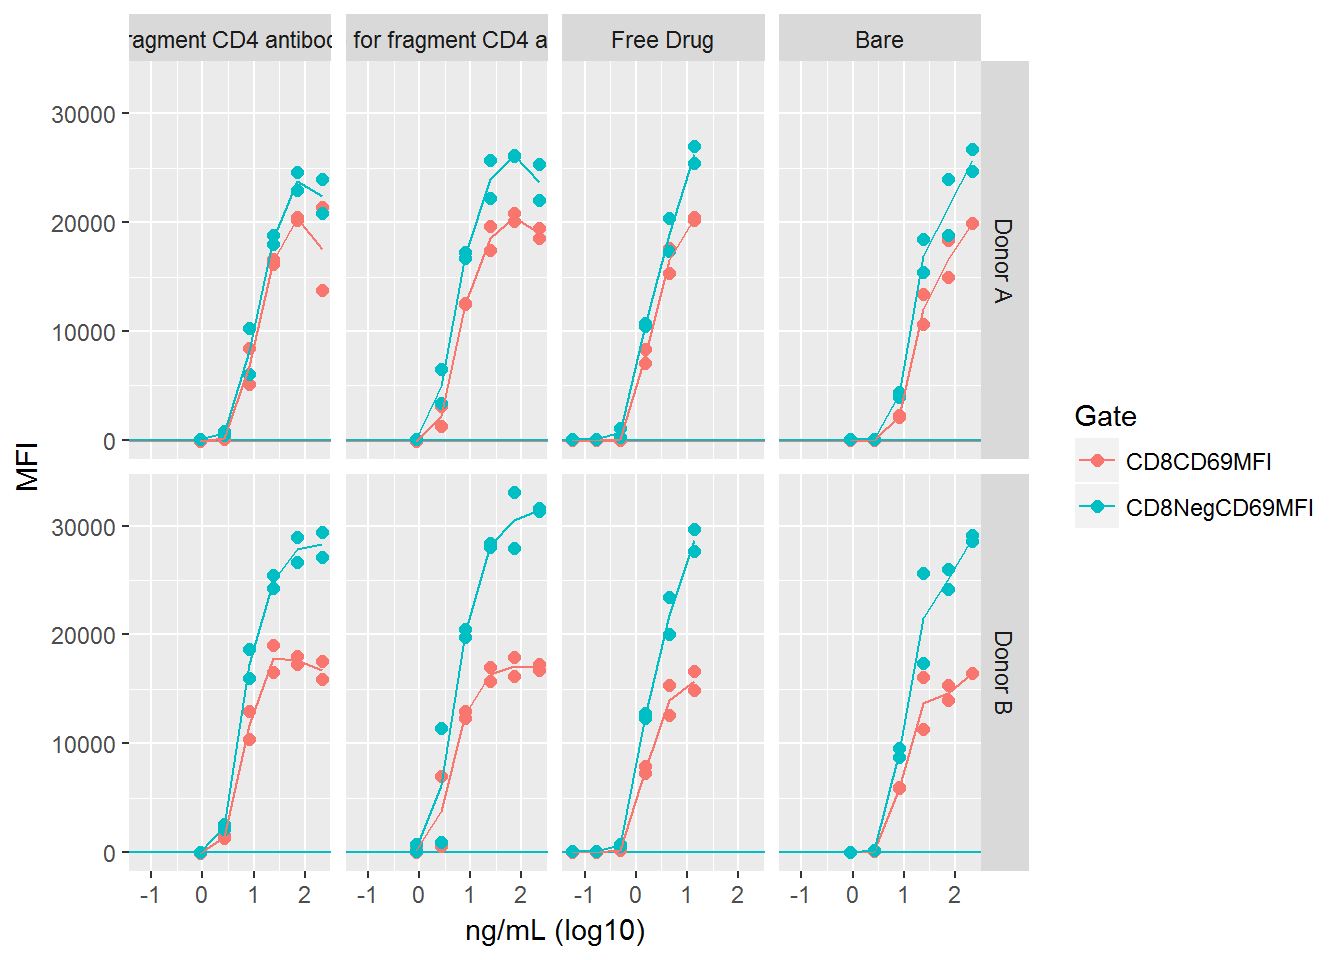 ragment CD4 antiboc for fragment CD4 a Free Drug Bare
30000
20000
10000
0
Donor A
30000
20000
10000
0
Donor B
-1 0 1 2 -1 0 1 2 -1 0 1 2 -1 0 1 2
ng/mL (log10)
MFI
Gate
CD8CD69MFI
CD8NegCD69MFI